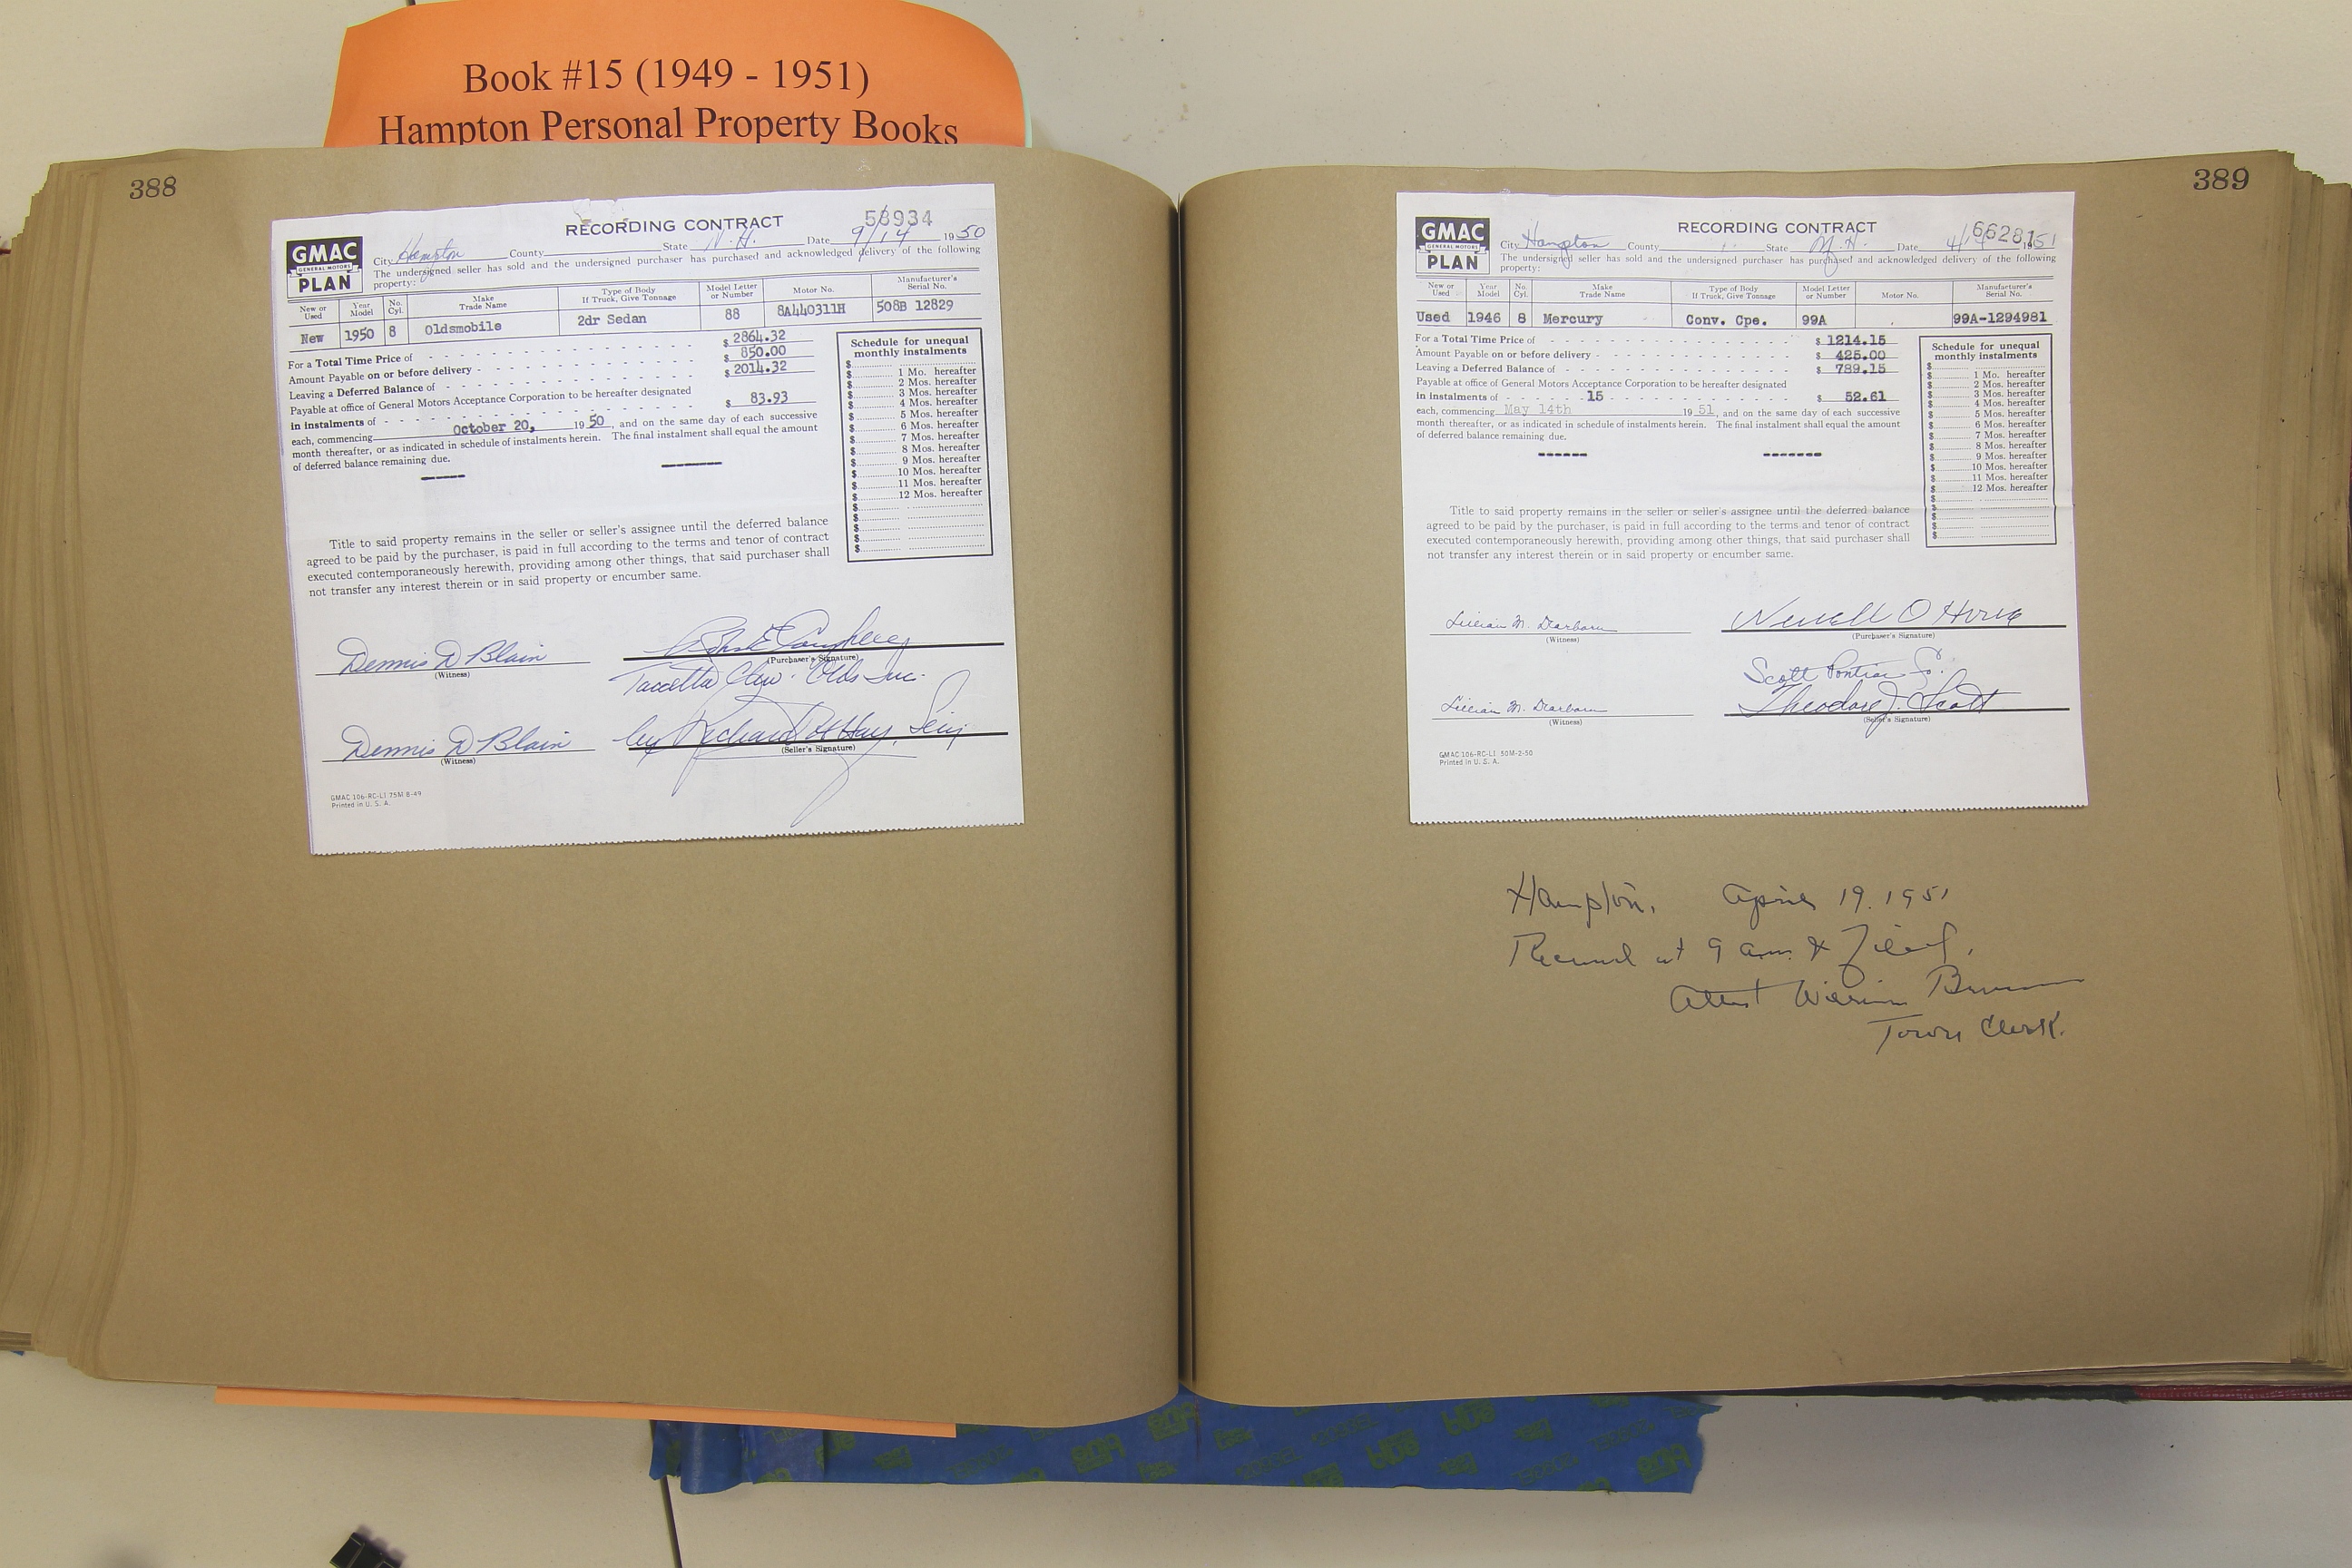 Book #15 (1949 - 1951)
Hampton Personal Property Books
388
GMAC
GENERAL MOTORS
PLAN
RECORDING CONTRACT
58934
City Hampton County State N.H. Date 9/14 1950
The undersigned seller has sold and the undersigned purchaser has purchased and acknowledged delivery of the following
property:
New or Used Year Model No. Cyl. Make Trade Name Type of Body If Truck, Give Tonnage Model Letter or Number Motor No. Manufacturer's Serial No.
New 1950 8 Oldsmobile 2dr Sedan 88 8A440311H 508B 12829
For a Total Time Price of $ 2864.32
Amount Payable on or before delivery $ 850.00
Leaving a Deferred Balance of $ 2014.32
Payable at office of General Motors Acceptance Corporation to be hereafter designated
in instalments of $ 83.93
each, commencing October 20, 1950, and on the same day of each successive
month thereafter, or as indicated in schedule of instalments herein. The final instalment shall equal the amount
of deferred balance remaining due.
Schedule for unequal
monthly instalments
$
$ 1 Mo. hereafter
$ 2 Mos. hereafter
$ 3 Mos. hereafter
$ 4 Mos. hereafter
$ 5 Mos. hereafter
$ 6 Mos. hereafter
$ 7 Mos. hereafter
$ 8 Mos. hereafter
$ 9 Mos. hereafter
$ 10 Mos. hereafter
$ 11 Mos. hereafter
$ 12 Mos. hereafter
$
$
$
$
$
Title to said property remains in the seller or seller's assignee until the deferred balance
agreed to be paid by the purchaser, is paid in full according to the terms and tenor of contract
executed contemporaneously herewith, providing among other things, that said purchaser shall
not transfer any interest therein or in said property or encumber same.
Dennis D Blain
(Witness)
(Purchaser's Signature)
Taccetta Chev. Olds Inc.
Dennis D Blain
(Witness)
by Richard
(Seller's Signature)
GMAC 106-RC-LI 75M 8-49
Printed in U. S. A.
389
GMAC
GENERAL MOTORS
PLAN
RECORDING CONTRACT
66281
City Hampton County State N.H. Date 4/14 1951
The undersigned seller has sold and the undersigned purchaser has purchased and acknowledged delivery of the following
property:
New or Used Year Model No. Cyl. Make Trade Name Type of Body If Truck, Give Tonnage Model Letter or Number Motor No. Manufacturer's Serial No.
Used 1946 8 Mercury Conv. Cpe. 99A 99A-1294981
For a Total Time Price of $ 1214.15
Amount Payable on or before delivery $ 425.00
Leaving a Deferred Balance of $ 789.15
Payable at office of General Motors Acceptance Corporation to be hereafter designated
in instalments of 15 $ 52.61
each, commencing May 14th 1951, and on the same day of each successive
month thereafter, or as indicated in schedule of instalments herein. The final instalment shall equal the amount
of deferred balance remaining due.
Schedule for unequal
monthly instalments
$
$ 1 Mo. hereafter
$ 2 Mos. hereafter
$ 3 Mos. hereafter
$ 4 Mos. hereafter
$ 5 Mos. hereafter
$ 6 Mos. hereafter
$ 7 Mos. hereafter
$ 8 Mos. hereafter
$ 9 Mos. hereafter
$ 10 Mos. hereafter
$ 11 Mos. hereafter
$ 12 Mos. hereafter
$
$
$
$
Title to said property remains in the seller or seller's assignee until the deferred balance
agreed to be paid by the purchaser, is paid in full according to the terms and tenor of contract
executed contemporaneously herewith, providing among other things, that said purchaser shall
not transfer any interest therein or in said property or encumber same.
Lillian M. Dearborn
(Witness)
(Purchaser's Signature)
Scott Pontiac Co.
Lillian M. Dearborn
(Witness)
Theodore J. Scott
(Seller's Signature)
GMAC 106-RC-LI 50M-2-50
Printed in U. S. A.
Hampton, April 19. 1951
Received at 9 a.m. & Filed,
Attest William
Town Clerk.